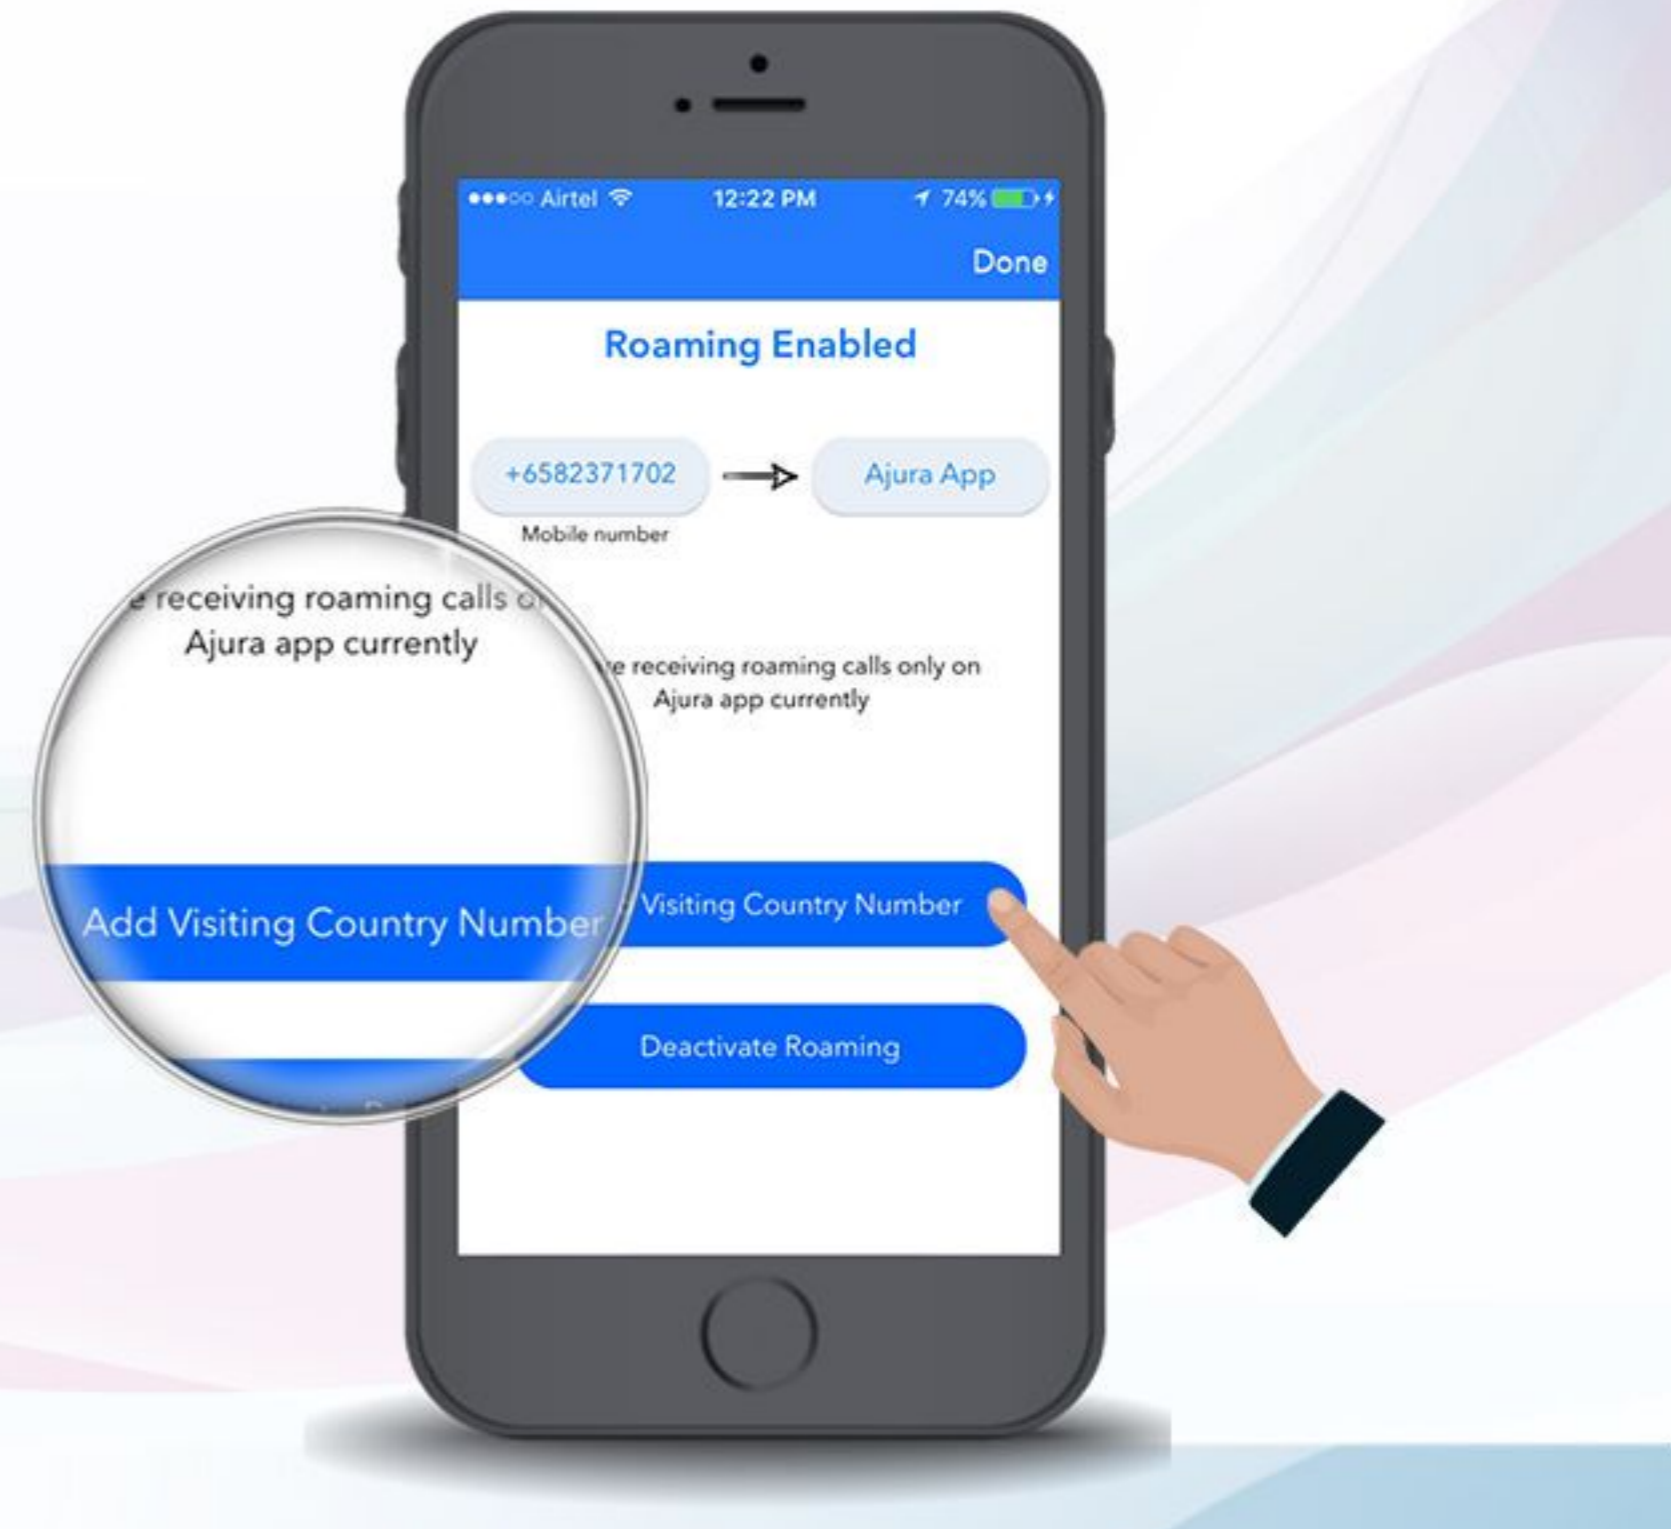 Airtel 12:22 PM 74%
Done
Roaming Enabled
+6582371702 Ajura App
Mobile number
receiving roaming calls
Ajura app currently
receiving roaming calls only on
Ajura app currently
Add Visiting Country Number
Visiting Country Number
Deactivate Roaming